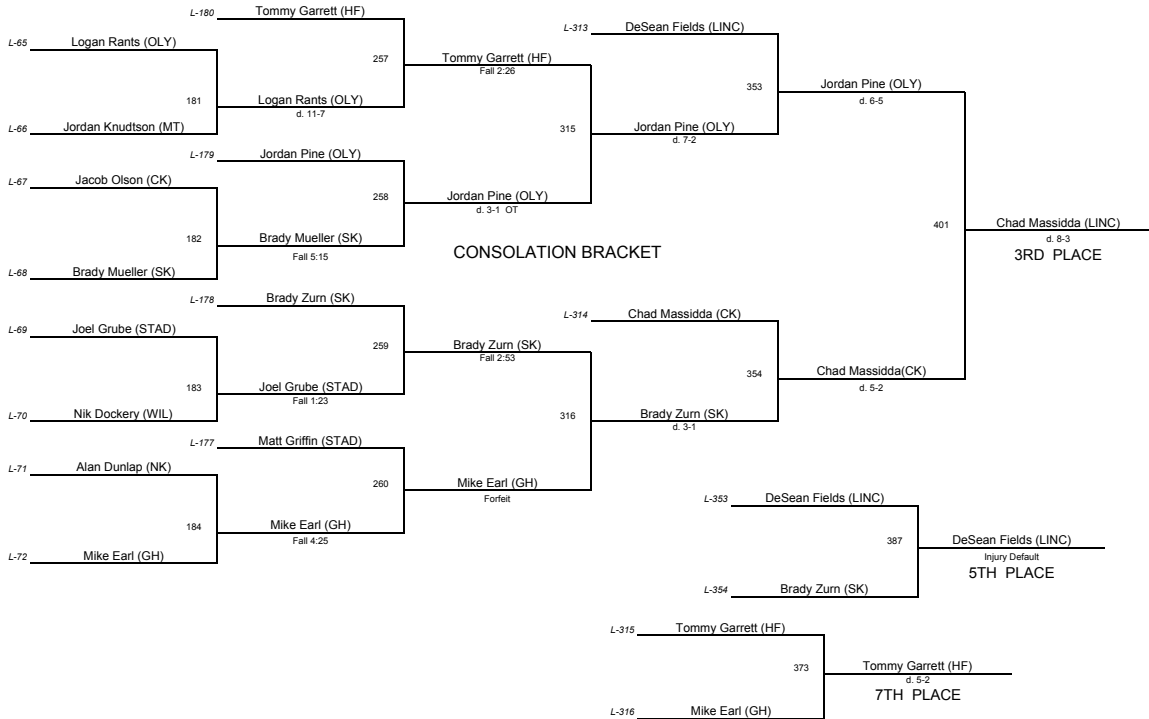 L-180 Tommy Garrett (HF)
L-65 Logan Rants (OLY)
257
Tommy Garrett (HF)
Fall 2:26
181
Logan Rants (OLY)
d. 11-7
L-66 Jordan Knudtson (MT)
315
L-179 Jordan Pine (OLY)
L-67 Jacob Olson (CK)
258
Jordan Pine (OLY)
d. 3-1 OT
182
Brady Mueller (SK)
Fall 5:15
L-68 Brady Mueller (SK)
L-313 DeSean Fields (LINC)
353
Jordan Pine (OLY)
d. 6-5
Jordan Pine (OLY)
d. 7-2
CONSOLATION BRACKET
401
Chad Massidda (LINC)
d. 8-3
3RD PLACE
L-178 Brady Zurn (SK)
L-69 Joel Grube (STAD)
259
Brady Zurn (SK)
Fall 2:53
183
Joel Grube (STAD)
Fall 1:23
L-70 Nik Dockery (WIL)
316
L-177 Matt Griffin (STAD)
L-71 Alan Dunlap (NK)
260
Mike Earl (GH)
Forfeit
184
Mike Earl (GH)
Fall 4:25
L-72 Mike Earl (GH)
L-314 Chad Massidda (CK)
354
Chad Massidda(CK)
d. 5-2
Brady Zurn (SK)
d. 3-1
L-353 DeSean Fields (LINC)
387
DeSean Fields (LINC)
Injury Default
5TH PLACE
L-354 Brady Zurn (SK)
L-315 Tommy Garrett (HF)
373
Tommy Garrett (HF)
d. 5-2
7TH PLACE
L-316 Mike Earl (GH)